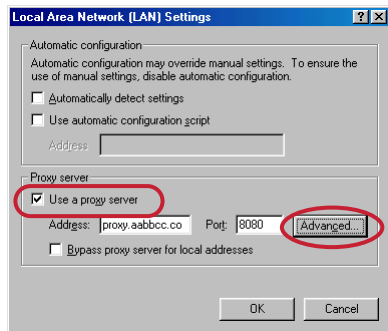 Local Area Network (LAN) Settings
Automatic configuration
Automatic configuration may override manual settings. To ensure the
use of manual settings, disable automatic configuration.
Automatically detect settings
Use automatic configuration script
Address
Proxy server
Use a proxy server
Address: proxy.aabbcc.co Port: 8080 Advanced...
Bypass proxy server for local addresses
OK Cancel